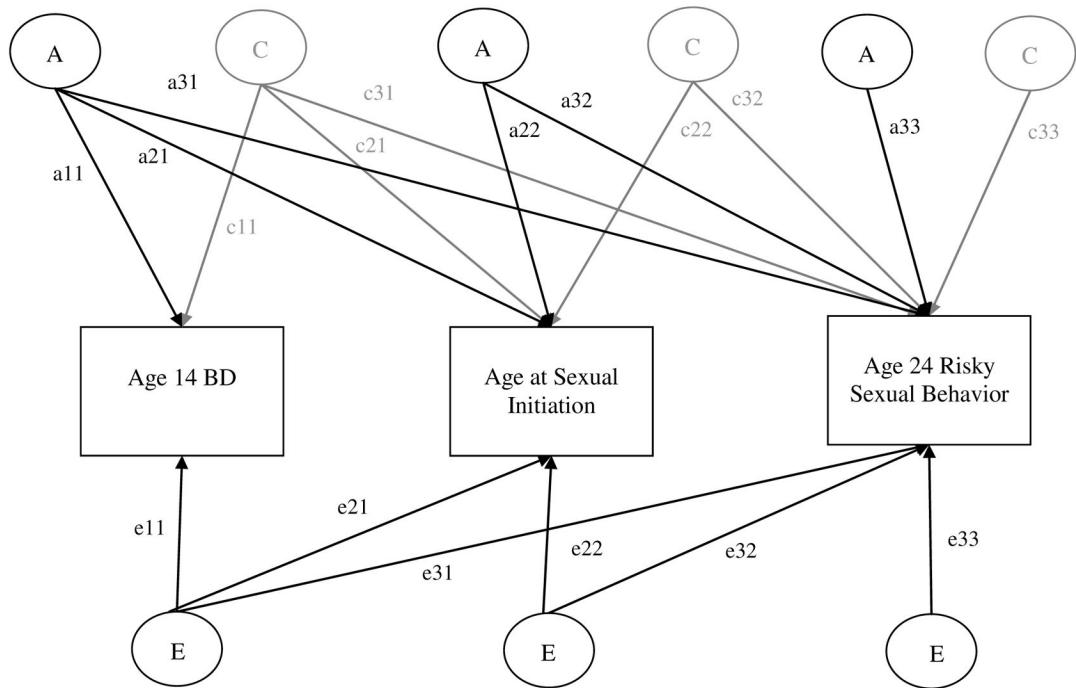 A
C
A
C
A
C
a31
c31
a32
c32
a11
a21
c21
a22
c22
a33
c33
c11
Age 14 BD
Age at Sexual
Initiation
Age 24 Risky
Sexual Behavior
e11
e21
e31
e22
e32
e33
E
E
E